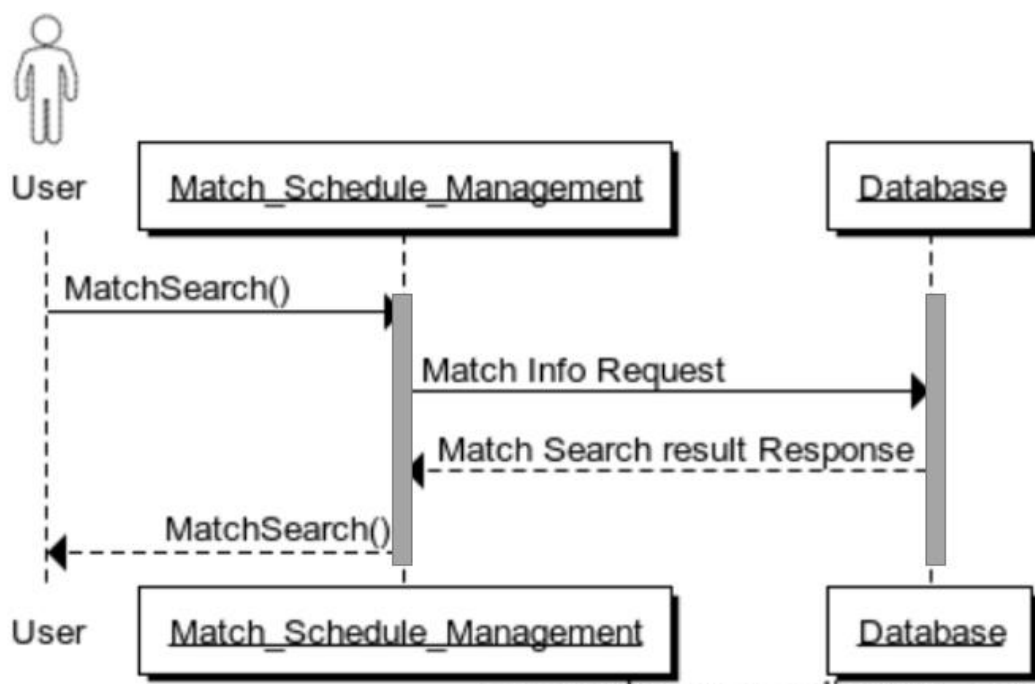 User
Match_Schedule_Management
Database
MatchSearch()
Match Info Request
Match Search result Response
MatchSearch()
User
Match_Schedule_Management
Database